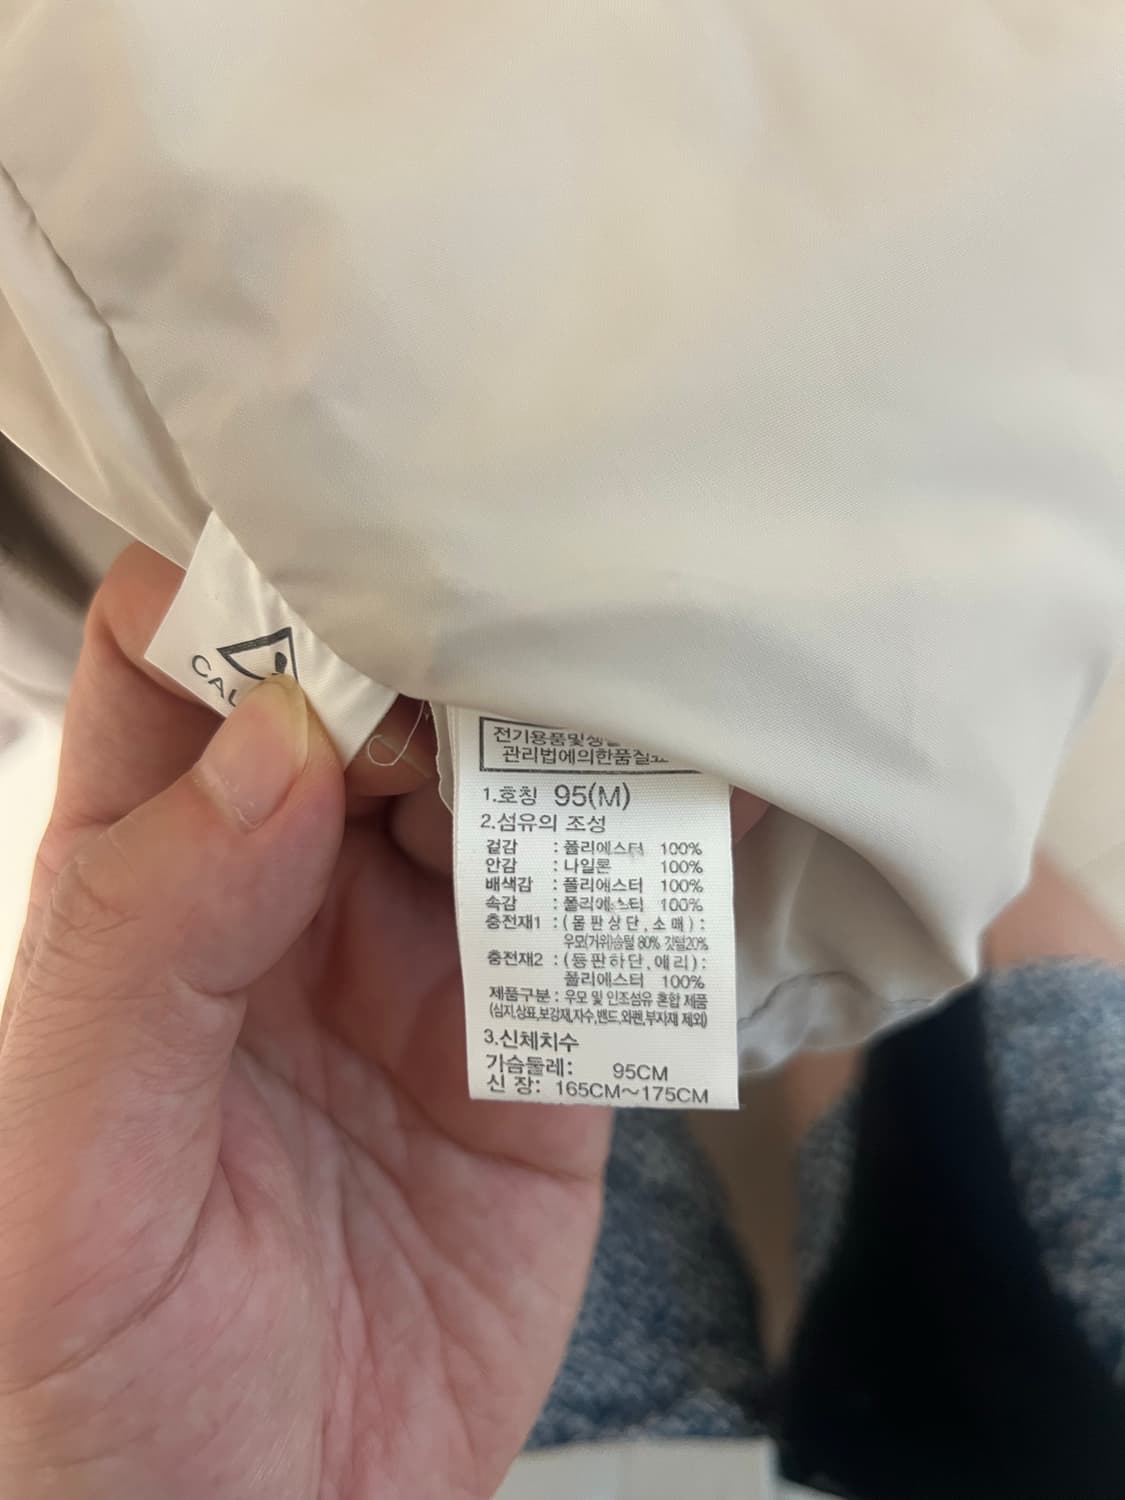 전기용품및생
관리법에의한품질
1.호칭 95(M)
2.섬유의 조성
겉감 : 폴리에스터 100%
안감 : 나일론 100%
배색감 : 폴리에스터 100%
속감 : 폴리에스터 100%
충전재1 : (몸판상단,소매) :
우모(거위)솜털 80% 깃털20%
충전재2 : (등판하단,에리) :
폴리에스터 100%
제품구분 : 우모 및 인조섬유 혼합 제품
(심지,상표,보강재,자수,밴드,와펜,부자재 제외)
3.신체치수
가슴둘레: 95CM
신 장: 165CM~175CM